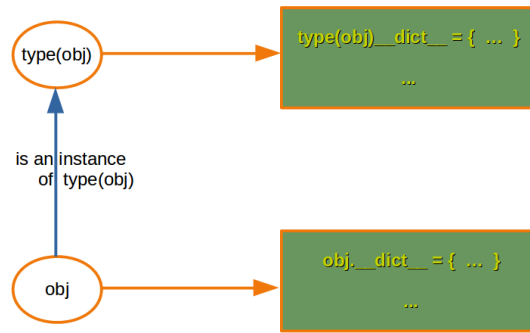 type(obj)
type(obj)__dict__ = { ... }
...
is an instance
of type(obj)
obj
obj.__dict__ = { ... }
...